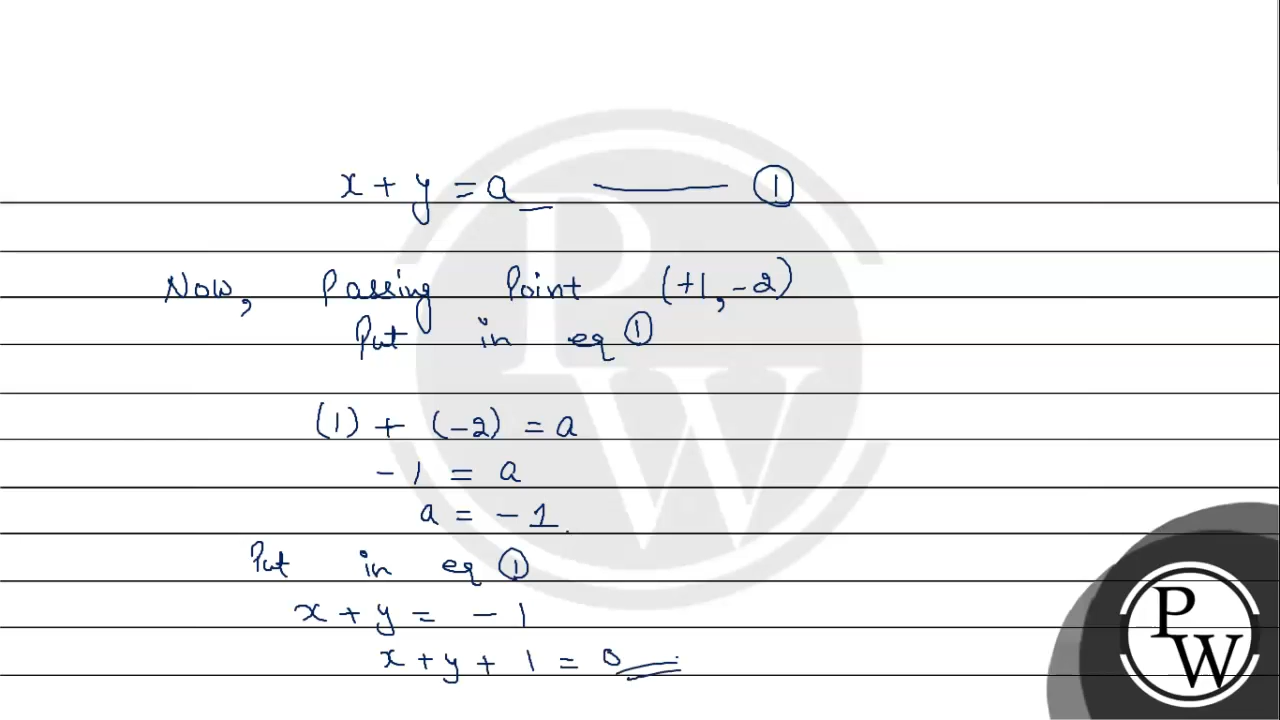 x + y = a ——— ①
Now, Passing Point (+1, -2)
Put in eq ①
(1) + (-2) = a
- 1 = a
a = - 1
Put in eq ①
x + y = - 1
x + y + 1 = 0
P
W
P
W